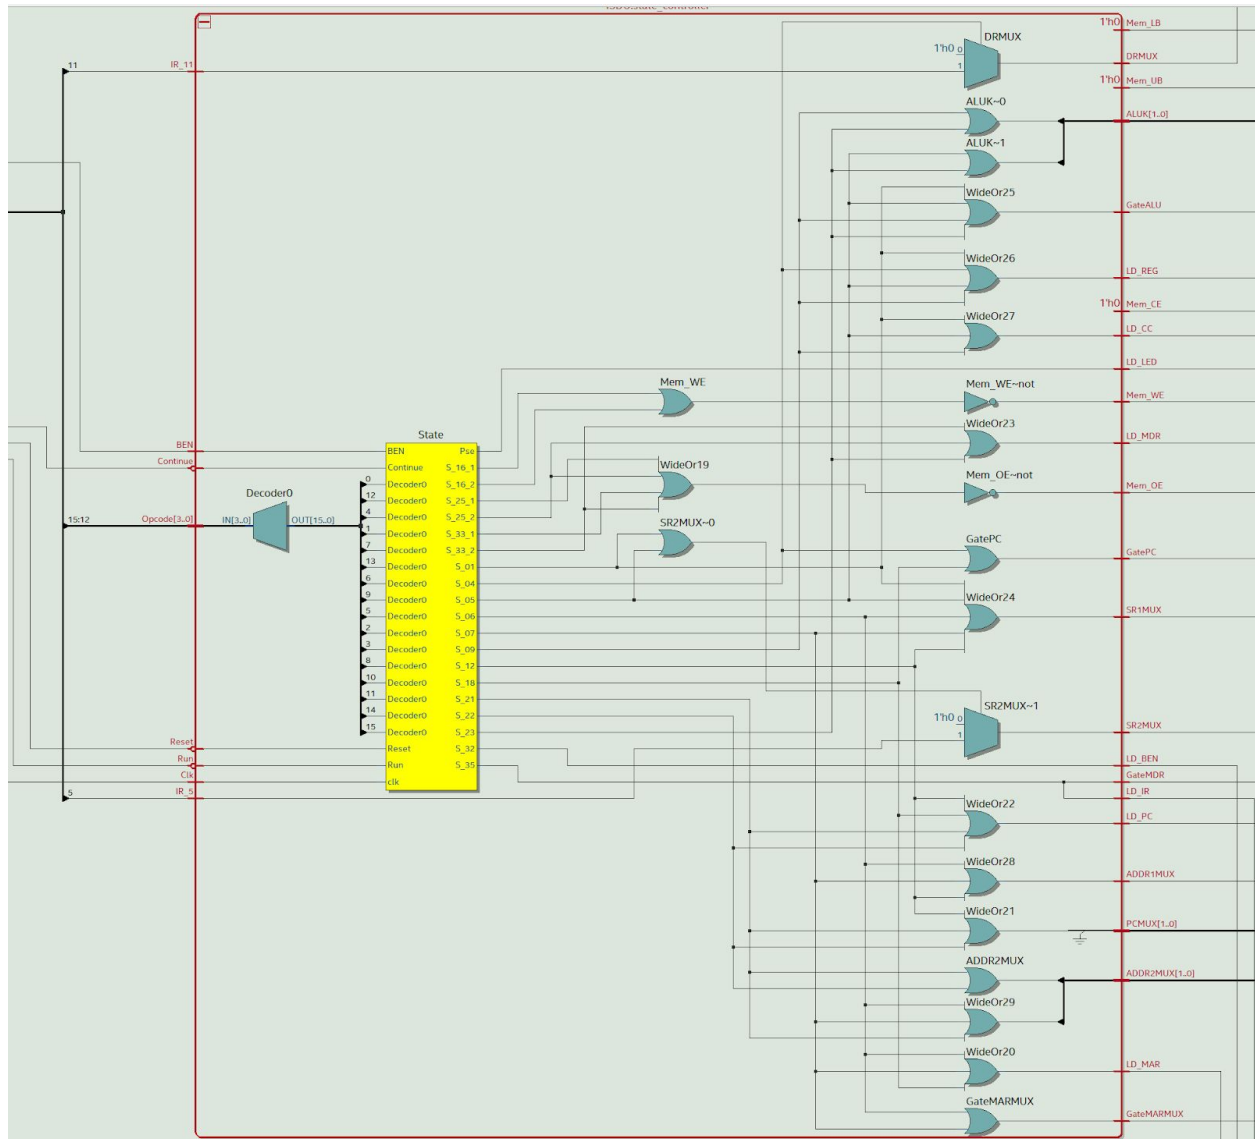 ISDU:state_controller
11
IR_11
BEN
Continue
15:12
Opcode[3..0]
Decoder0
IN[3..0]
OUT[15..0]
Reset
Run
Clk
5
IR_5
State
BEN
Pse
Continue
S_16_1
0
Decoder0
S_16_2
12
Decoder0
S_25_1
4
Decoder0
S_25_2
1
Decoder0
S_33_1
7
Decoder0
S_33_2
13
Decoder0
S_01
6
Decoder0
S_04
9
Decoder0
S_05
5
Decoder0
S_06
2
Decoder0
S_07
3
Decoder0
S_09
8
Decoder0
S_12
10
Decoder0
S_18
11
Decoder0
S_21
14
Decoder0
S_22
15
Decoder0
S_23
Reset
S_32
Run
S_35
clk
Mem_WE
WideOr19
SR2MUX~0
DRMUX
1'h0
0
1
ALUK~0
ALUK~1
WideOr25
WideOr26
WideOr27
Mem_WE~not
WideOr23
Mem_OE~not
GatePC
WideOr24
SR2MUX~1
1'h0
0
1
WideOr22
WideOr28
WideOr21
ADDR2MUX
WideOr29
WideOr20
GateMARMUX
1'h0
Mem_LB
DRMUX
1'h0
Mem_UB
ALUK[1..0]
GateALU
LD_REG
1'h0
Mem_CE
LD_CC
LD_LED
Mem_WE
LD_MDR
Mem_OE
GatePC
SR1MUX
SR2MUX
LD_BEN
GateMDR
LD_IR
LD_PC
ADDR1MUX
PCMUX[1..0]
ADDR2MUX[1..0]
LD_MAR
GateMARMUX